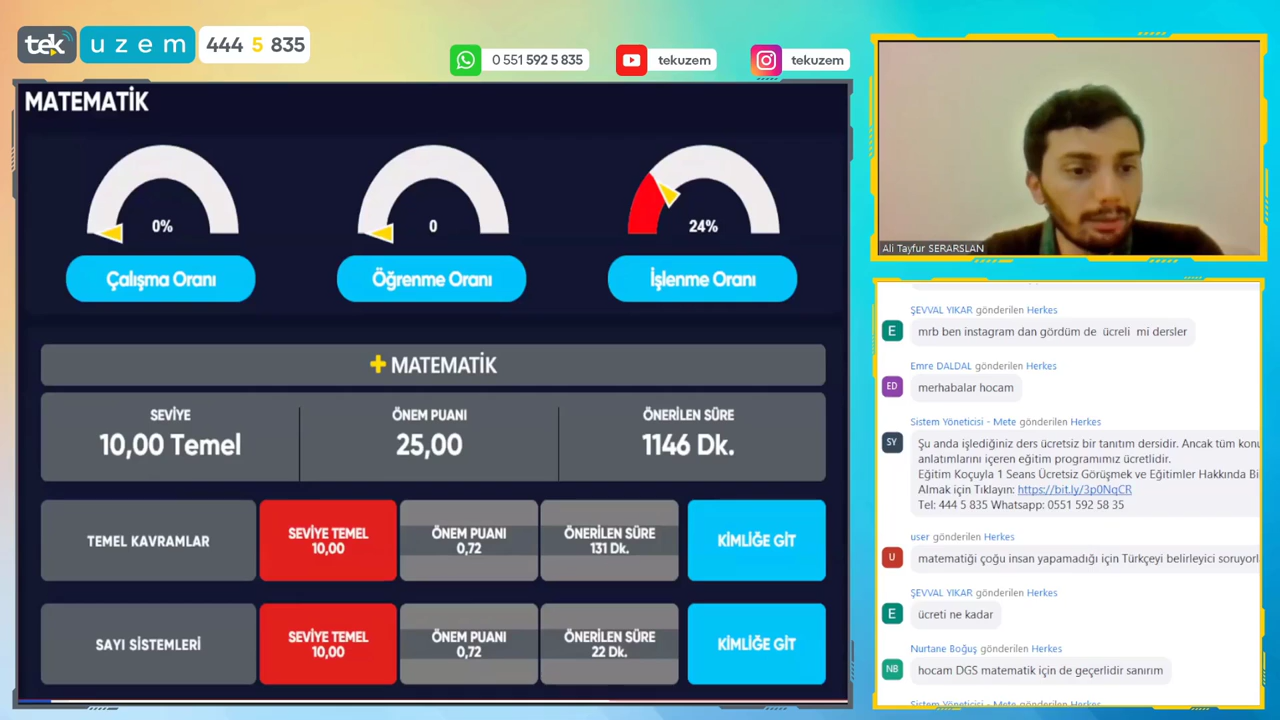 tek uzem 444 5 835
0 551 592 5 835
tekuzem
tekuzem
MATEMATİK
0%
0
24%
Çalışma Oranı
Öğrenme Oranı
İşlenme Oranı
+ MATEMATİK
SEVİYE
10,00 Temel
ÖNEM PUANI
25,00
ÖNERİLEN SÜRE
1146 Dk.
TEMEL KAVRAMLAR
SEVİYE TEMEL
10,00
ÖNEM PUANI
0,72
ÖNERİLEN SÜRE
131 Dk.
KİMLİĞE GİT
SAYI SİSTEMLERİ
SEVİYE TEMEL
10,00
ÖNEM PUANI
0,72
ÖNERİLEN SÜRE
22 Dk.
KİMLİĞE GİT
Ali Tayfur SERARSLAN
ŞEVVAL YIKAR gönderilen Herkes
E
mrb ben instagram dan gördüm de ücreli mi dersler
Emre DALDAL gönderilen Herkes
ED
merhabalar hocam
Sistem Yöneticisi - Mete gönderilen Herkes
SY
Şu anda işlediğiniz ders ücretsiz bir tanıtım dersidir. Ancak tüm konu
anlatımlarını içeren eğitim programımız ücretlidir.
Eğitim Koçuyla 1 Seans Ücretsiz Görüşmek ve Eğitimler Hakkında Bi
Almak için Tıklayın: https://bit.ly/3p0NqCR
Tel: 444 5 835 Whatsapp: 0551 592 58 35
user gönderilen Herkes
U
matematiği çoğu insan yapamadığı için Türkçeyi belirleyici soruyorl
ŞEVVAL YIKAR gönderilen Herkes
E
ücreti ne kadar
Nurtane Boğuş gönderilen Herkes
NB
hocam DGS matematik için de geçerlidir sanırım
Sistem Yöneticisi - Mete gönderilen Herkes